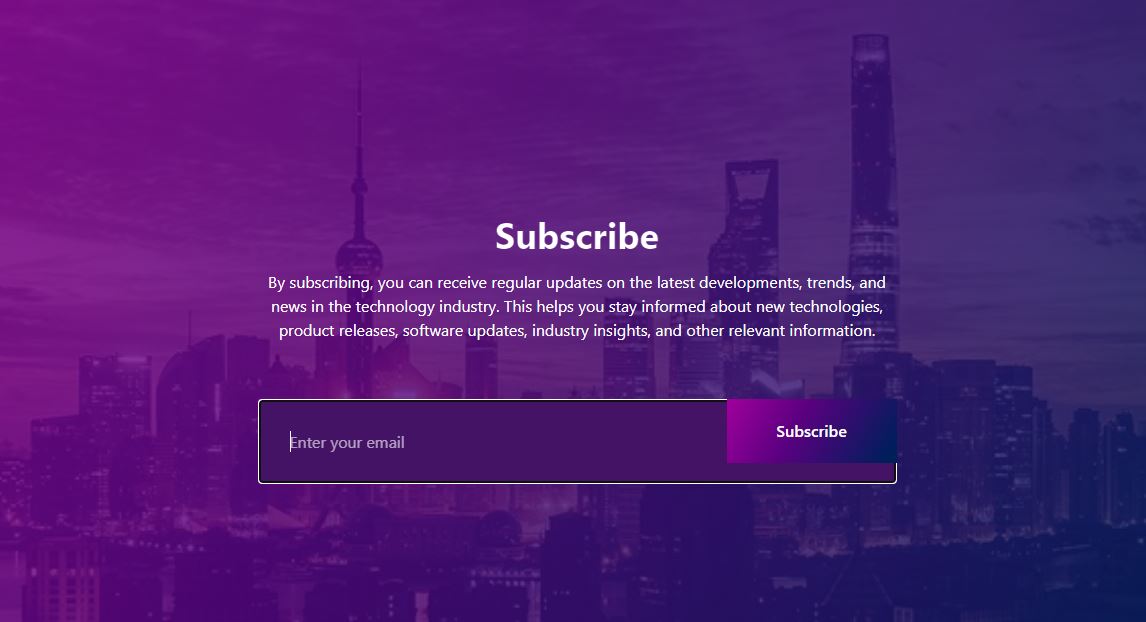 Subscribe
By subscribing, you can receive regular updates on the latest developments, trends, and
news in the technology industry. This helps you stay informed about new technologies,
product releases, software updates, industry insights, and other relevant information.
Enter your email
Subscribe